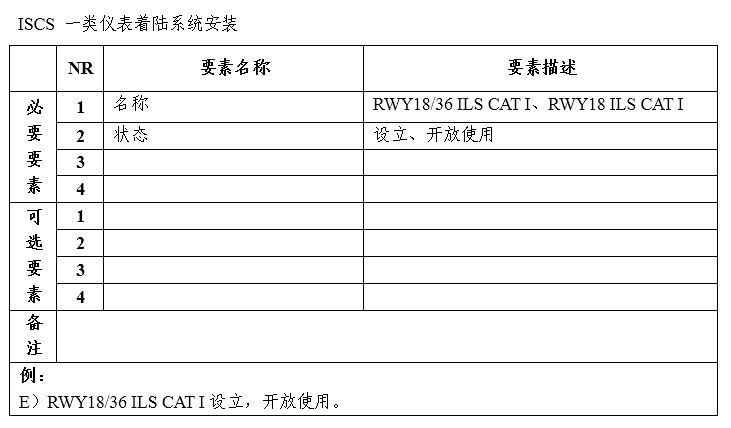 ISCS 一类仪表着陆系统安装
NR 要素名称 要素描述
必要要素
1 名称 RWY18/36 ILS CAT I、RWY18 ILS CAT I
2 状态 设立、开放使用
3
4
可选要素
1
2
3
4
备注
例：
E）RWY18/36 ILS CAT I 设立，开放使用。